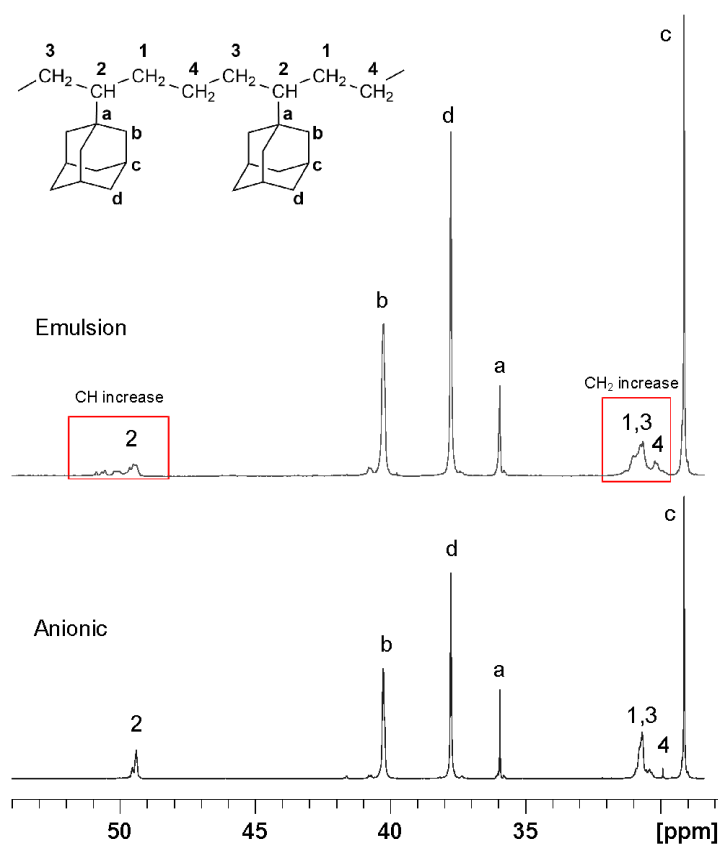 c
3 1 3 1
2 4 2 4
CH₂ CH₂ CH₂ CH₂
CH CH₂ CH CH₂
a a
b b
c c
d d
d
b
Emulsion
a
CH increase
CH₂ increase
2
1,3
4
c
d
Anionic
b
a
2
1,3
4
50 45 40 35 [ppm]